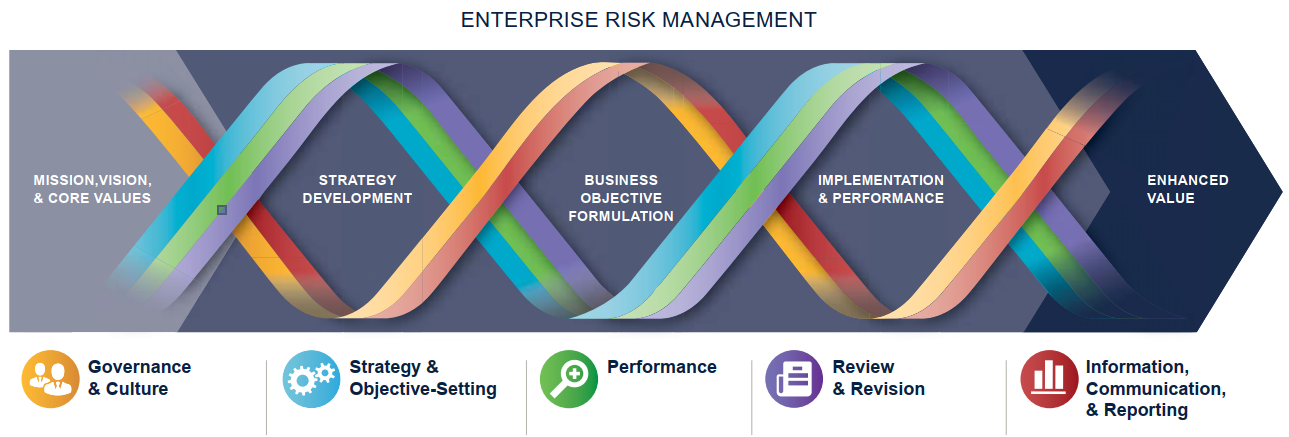 ENTERPRISE RISK MANAGEMENT
MISSION,VISION,
& CORE VALUES
STRATEGY
DEVELOPMENT
BUSINESS
OBJECTIVE
FORMULATION
IMPLEMENTATION
& PERFORMANCE
ENHANCED
VALUE
Governance
& Culture
Strategy &
Objective-Setting
Performance
Review
& Revision
Information,
Communication,
& Reporting